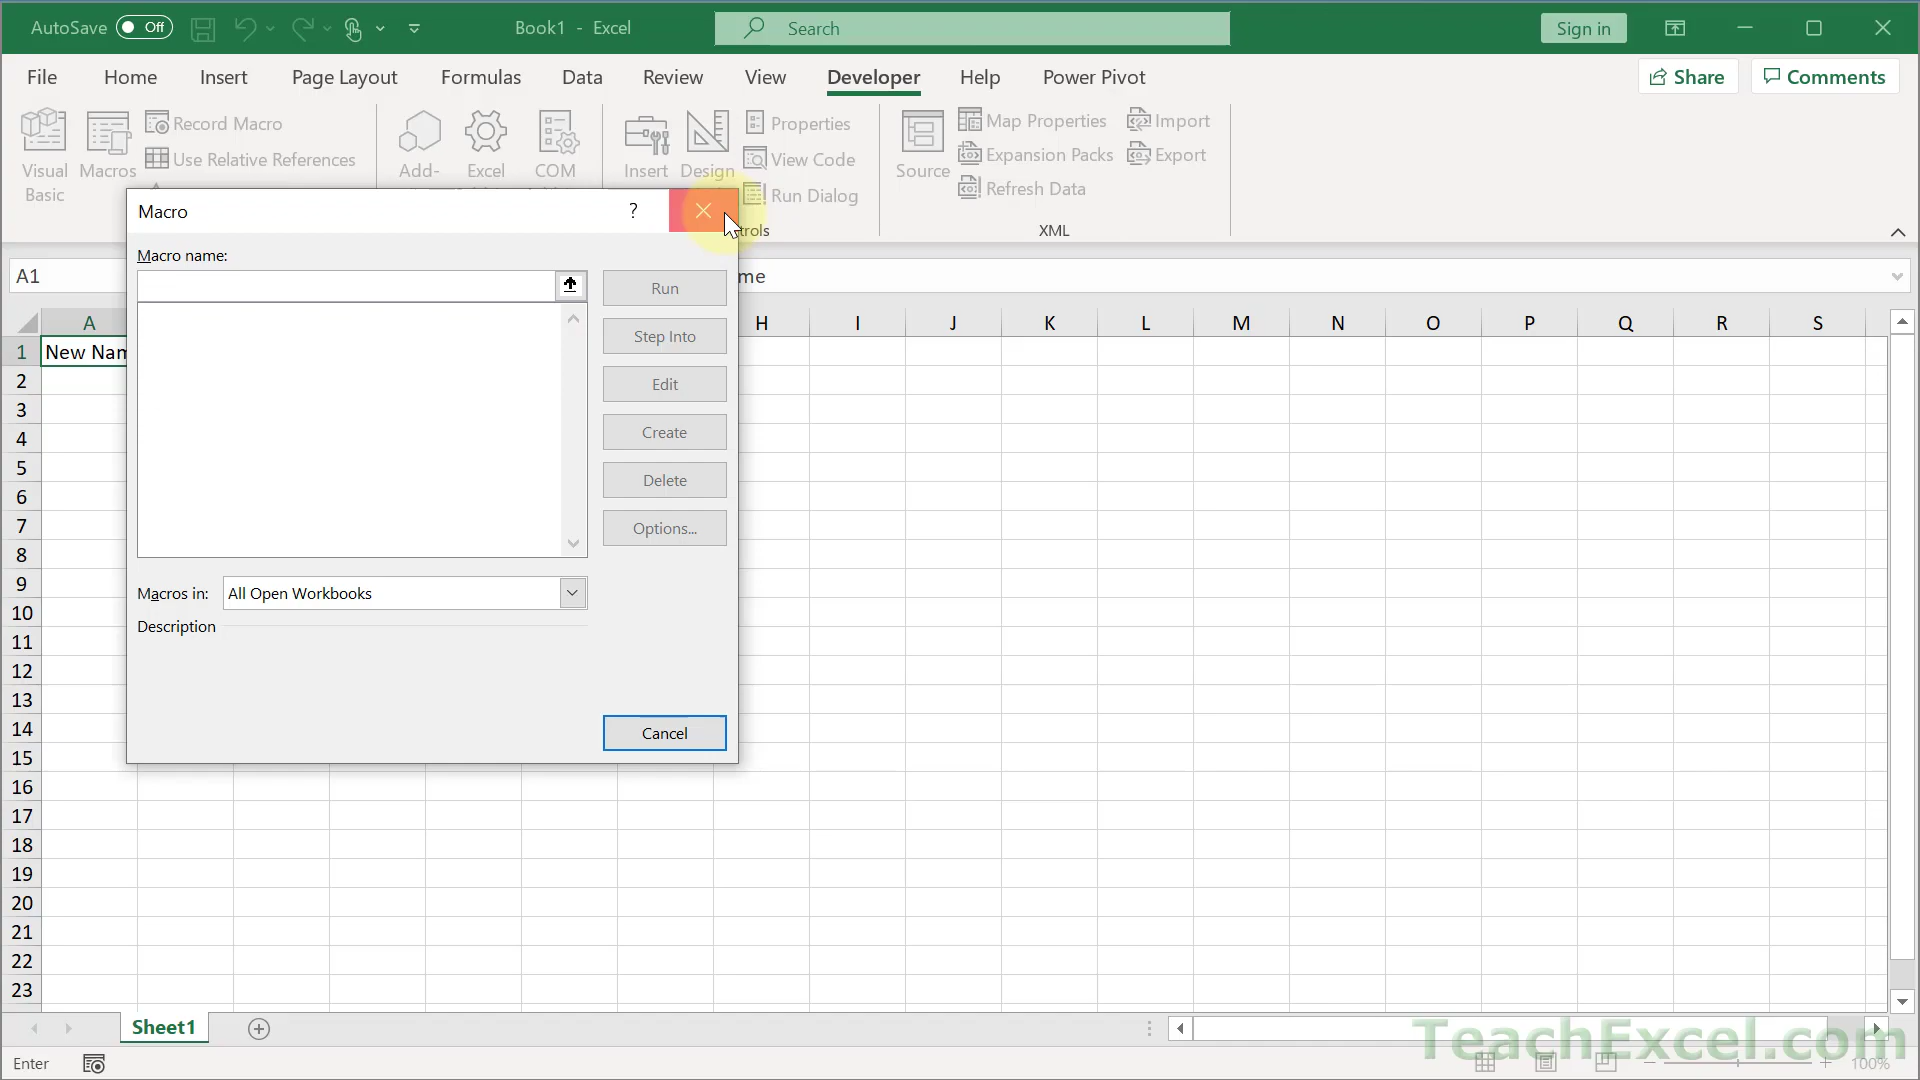 AutoSave Off Book1 - Excel Search Sign in
File Home Insert Page Layout Formulas Data Review View Developer Help Power Pivot Share Comments
Visual Basic
Macros
Record Macro
Use Relative References
Add-
Excel
COM
Insert
Design
Properties
View Code
Run Dialog
trols
Source
Map Properties
Expansion Packs
Refresh Data
Import
Export
XML
Macro ?
Macro name:
Run
Step Into
Edit
Create
Delete
Options...
Macros in: All Open Workbooks
Description
Cancel
A1
me
A H I J K L M N O P Q R S
1 New Nam
2
3
4
5
6
7
8
9
10
11
12
13
14
15
16
17
18
19
20
21
22
23
Sheet1
Enter
100%
TeachExcel.com